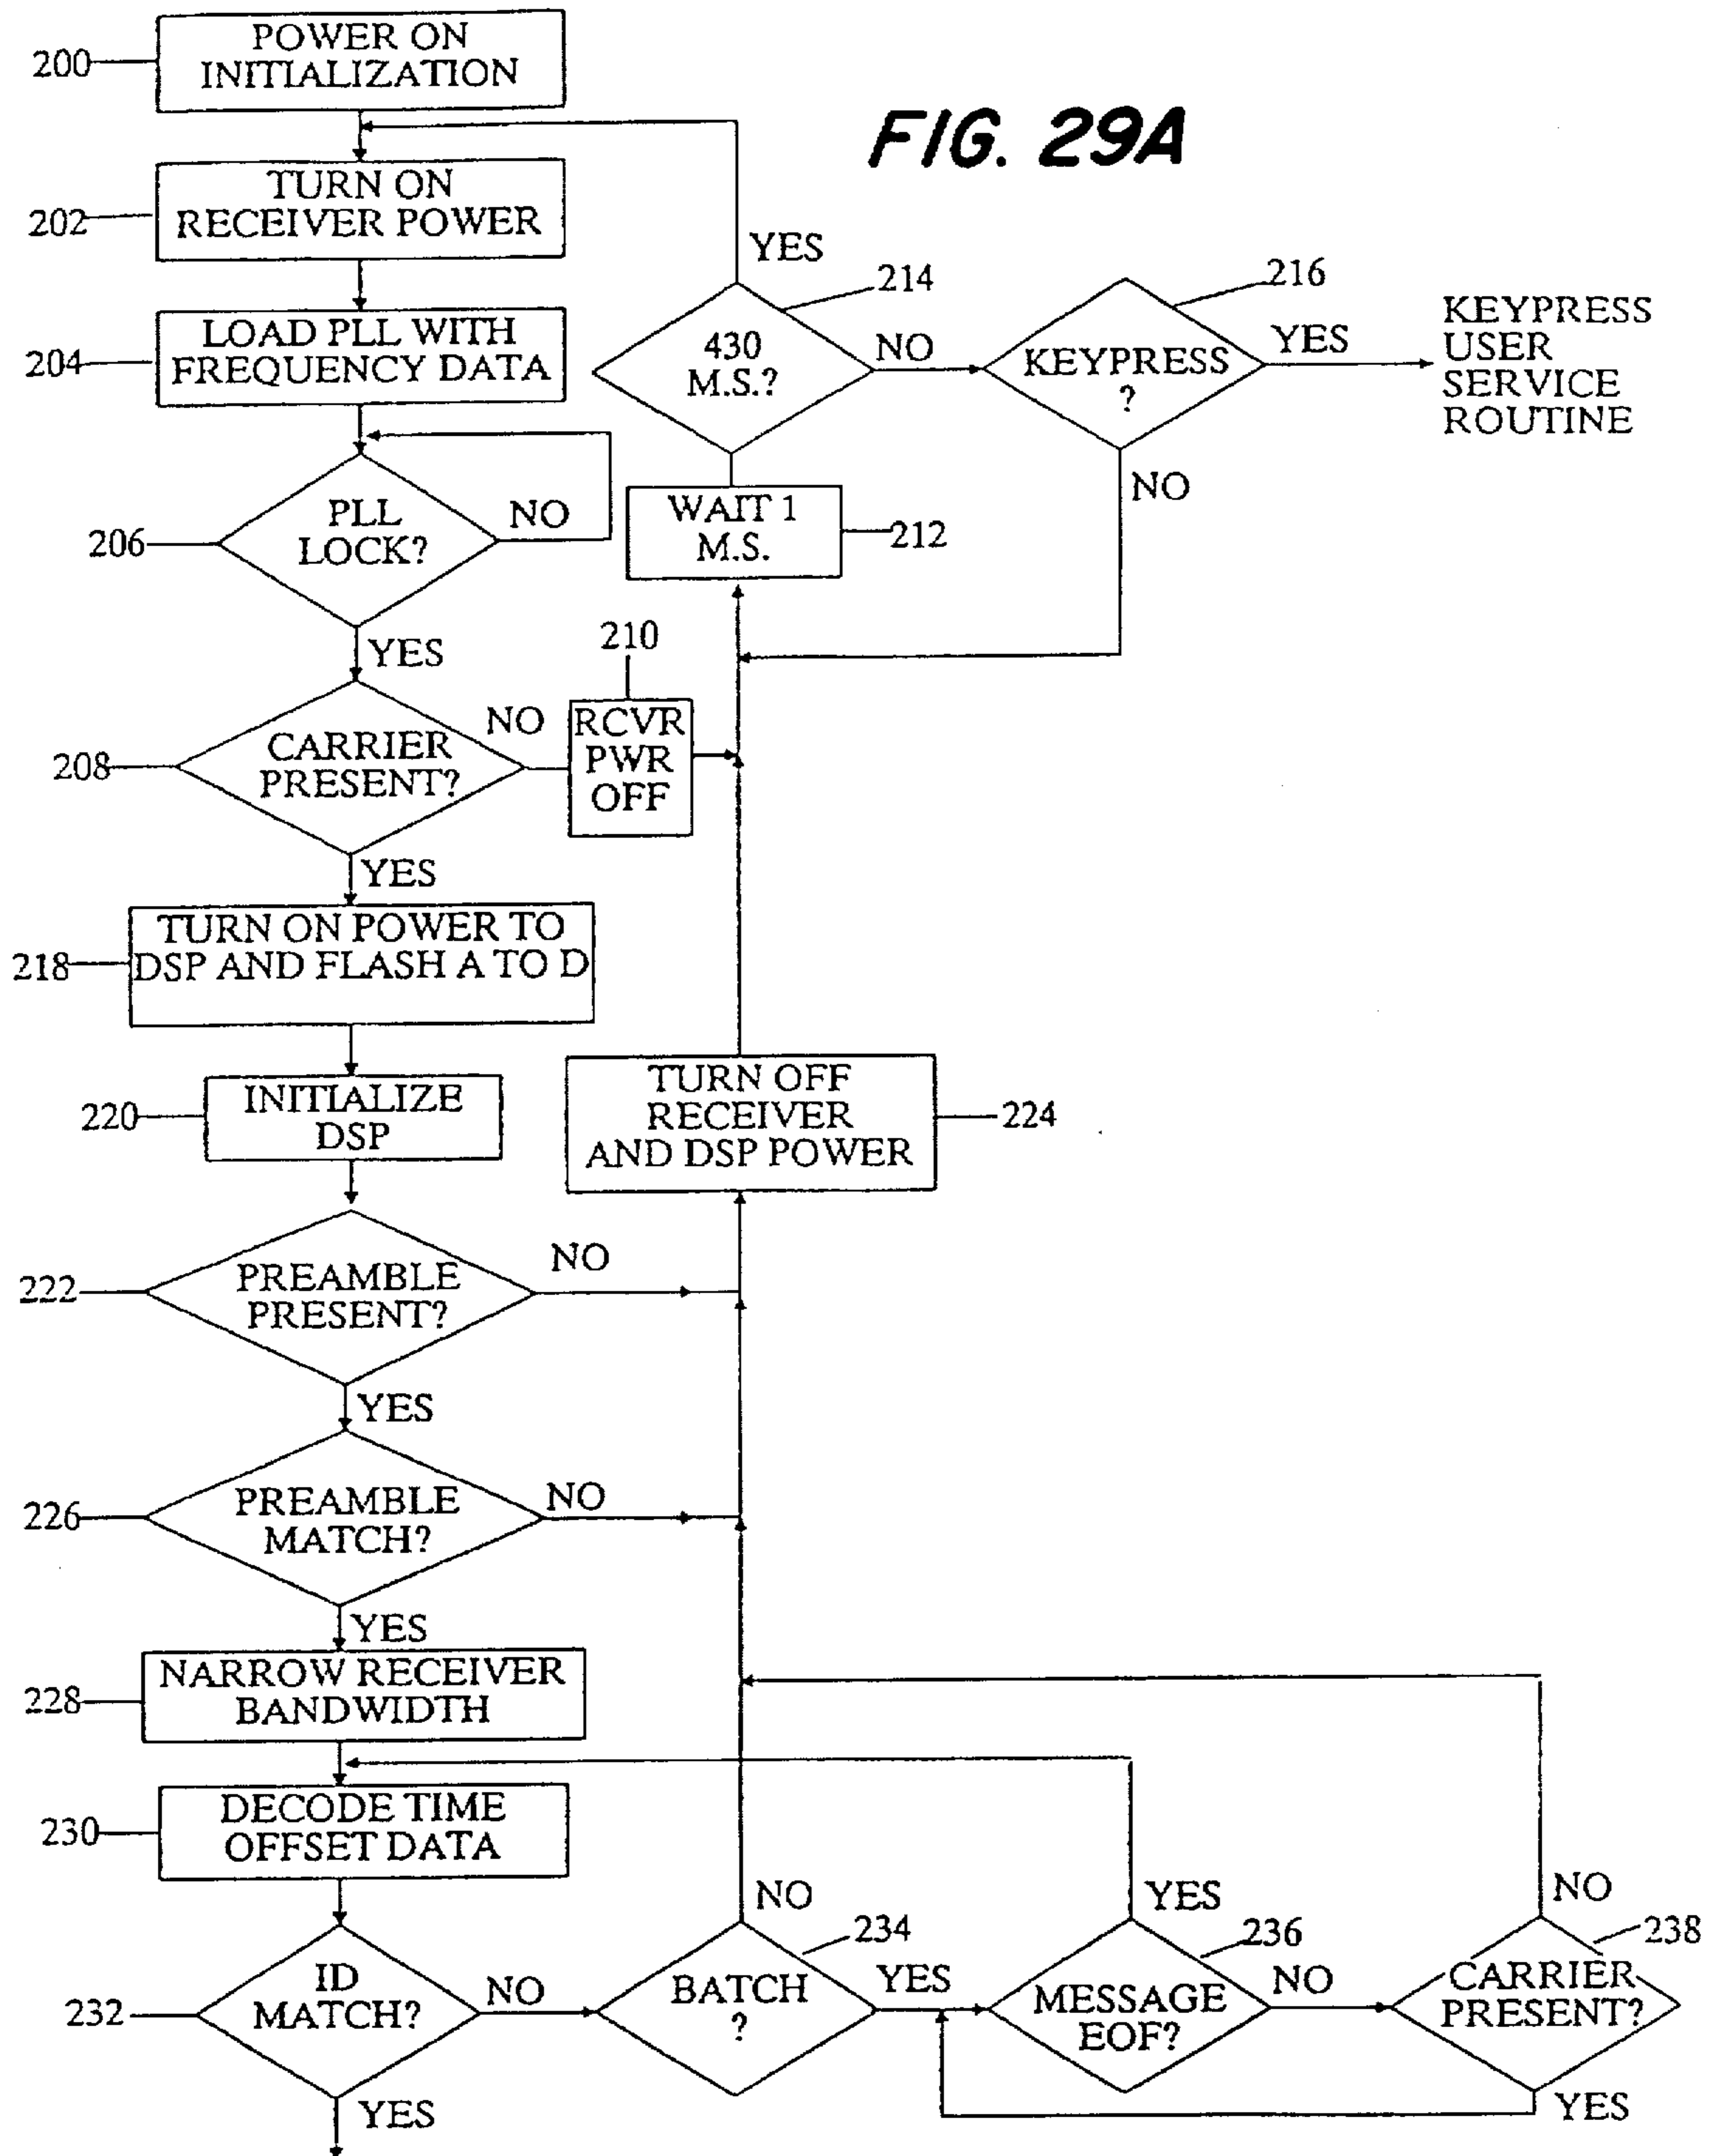 POWER ON
INITIALIZATION
200
FIG. 29A
TURN ON
RECEIVER POWER
202
YES
214
216
LOAD PLL WITH
FREQUENCY DATA
204
430
M.S.?
NO
KEYPRESS
?
YES
KEYPRESS
USER
SERVICE
ROUTINE
PLL
LOCK?
206
NO
WAIT 1
M.S.
212
NO
YES
210
CARRIER
PRESENT?
208
NO
RCVR
PWR
OFF
YES
TURN ON POWER TO
DSP AND FLASH A TO D
218
INITIALIZE
DSP
220
TURN OFF
RECEIVER
AND DSP POWER
224
PREAMBLE
PRESENT?
222
NO
YES
PREAMBLE
MATCH?
226
NO
YES
NARROW RECEIVER
BANDWIDTH
228
DECODE TIME
OFFSET DATA
230
NO
234
YES
236
NO
238
ID
MATCH?
232
NO
BATCH
?
YES
MESSAGE
EOF?
NO
CARRIER
PRESENT?
YES
YES